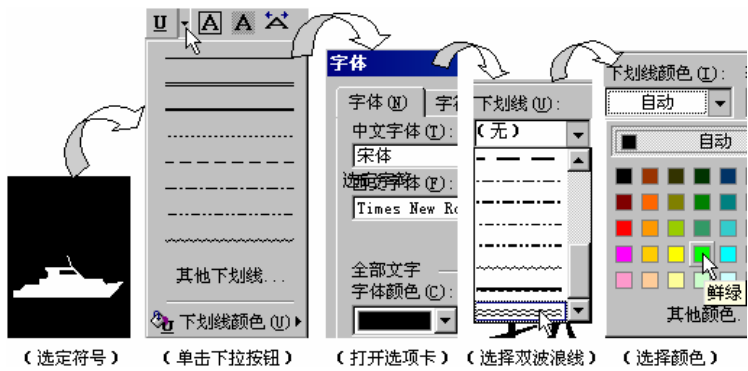 U A A A
其他下划线...
下划线颜色(U)
字体
字体(N)
中文字体(T):
宋体
西文字体(F):
Times New Ro
全部文字
字体颜色(C):
下划线(U):
(无)
下划线颜色(I):
自动
自动
鲜绿
其他颜色.
(选定符号) (单击下拉按钮) (打开选项卡) (选择双波浪线) (选择颜色)